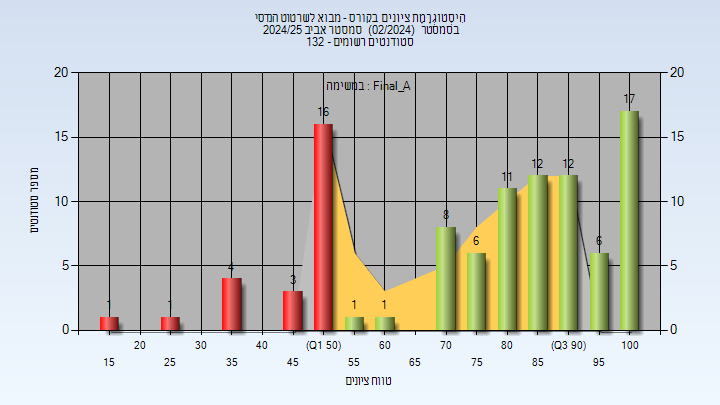 היסטוגרמת ציונים בקורס - מבוא לשרטוט הנדסי
בסמסטר (02/2024) סמסטר אביב 2024/25
סטודנטים רשומים - 132
במשימה : Final_A
20 20
15 15
10 10
5 5
0 0
מספר סטודנטים
1 1 4 3 16 1 1 8 6 11 12 12 6 17
20 30 40 (Q1 50) 60 70 80 (Q3 90) 100
15 25 35 45 55 65 75 85 95
טווח ציונים